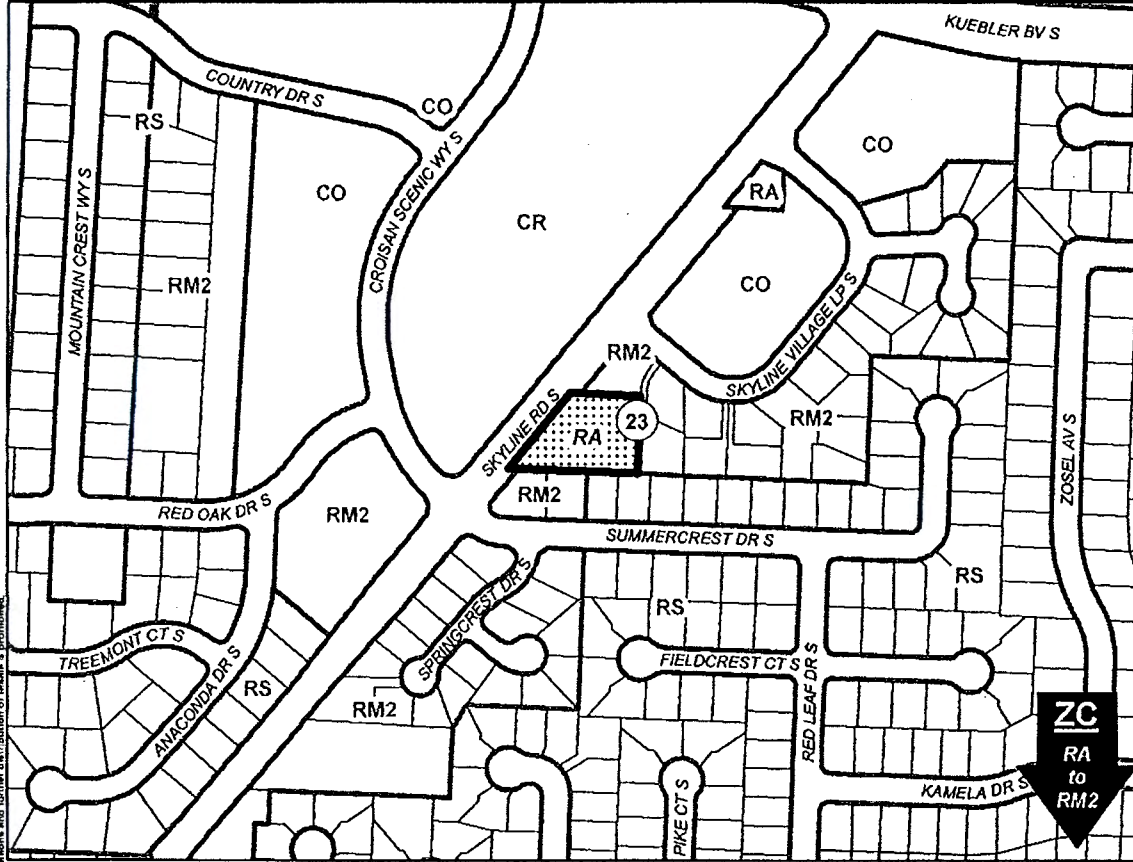 KUEBLER BV S
COUNTRY DR S
CO
RS
CO
MOUNTAIN CREST WY S
CO
CROISAN SCENIC WY S
CR
RA
RM2
CO
SKYLINE VILLAGE LP S
RM2
SKYLINE RD S
RA
23
RM2
ZOSEL AV S
RM2
RED OAK DR S
RM2
SUMMERCREST DR S
RS
SPRINGCREST DR S
RS
TREEMONT CT S
ANACONDA DR S
RS
FIELDCREST CT S
RED LEAF DR S
RM2
PIKE CT S
KAMELA DR S
ZC
RA
to
RM2